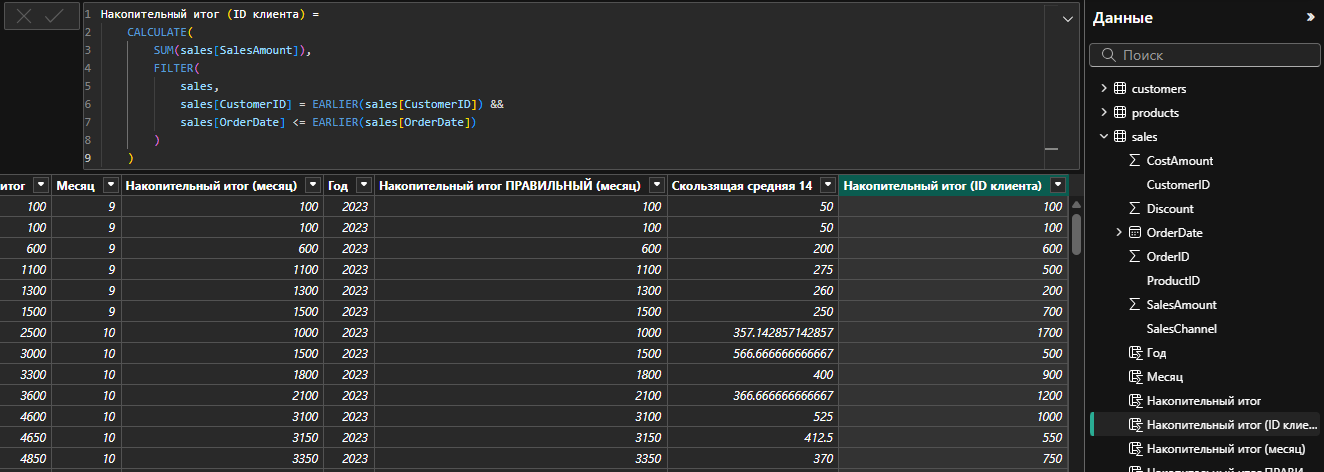 1 Накопительный итог (ID клиента) =
2 CALCULATE(
3 SUM(sales[SalesAmount]),
4 FILTER(
5 sales,
6 sales[CustomerID] = EARLIER(sales[CustomerID]) &&
7 sales[OrderDate] <= EARLIER(sales[OrderDate])
8 )
9 )
итог Месяц Накопительный итог (месяц) Год Накопительный итог ПРАВИЛЬНЫЙ (месяц) Скользящая средняя 14 Накопительный итог (ID клиента)
100 9 100 2023 100 50 100
100 9 100 2023 100 50 100
600 9 600 2023 600 200 600
1100 9 1100 2023 1100 275 500
1300 9 1300 2023 1300 260 200
1500 9 1500 2023 1500 250 700
2500 10 1000 2023 1000 357.142857142857 1700
3000 10 1500 2023 1500 566.666666666667 500
3300 10 1800 2023 1800 400 900
3600 10 2100 2023 2100 366.666666666667 1200
4600 10 3100 2023 3100 525 1000
4650 10 3150 2023 3150 412.5 550
4850 10 3350 2023 3350 370 750
Данные
Поиск
customers
products
sales
CostAmount
CustomerID
Discount
OrderDate
OrderID
ProductID
SalesAmount
SalesChannel
Год
Месяц
Накопительный итог
Накопительный итог (ID клие...
Накопительный итог (месяц)